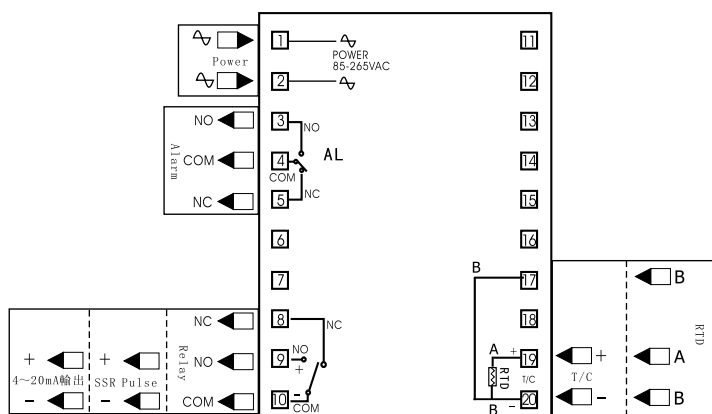 Power
1
POWER
85-265VAC
2
11
12
Alarm
NO
COM
NC
3
NO
4
COM
AL
5
NC
13
14
15
6
7
16
17
B
B
NC
NO
COM
Relay
+
4～20mA輸出
−
+
SSR Pulse
−
8
NC
9
NO
+
10
−
COM
18
19
A
+
RTD
T/C
20
B
−
+
T/C
−
A
B
RTD